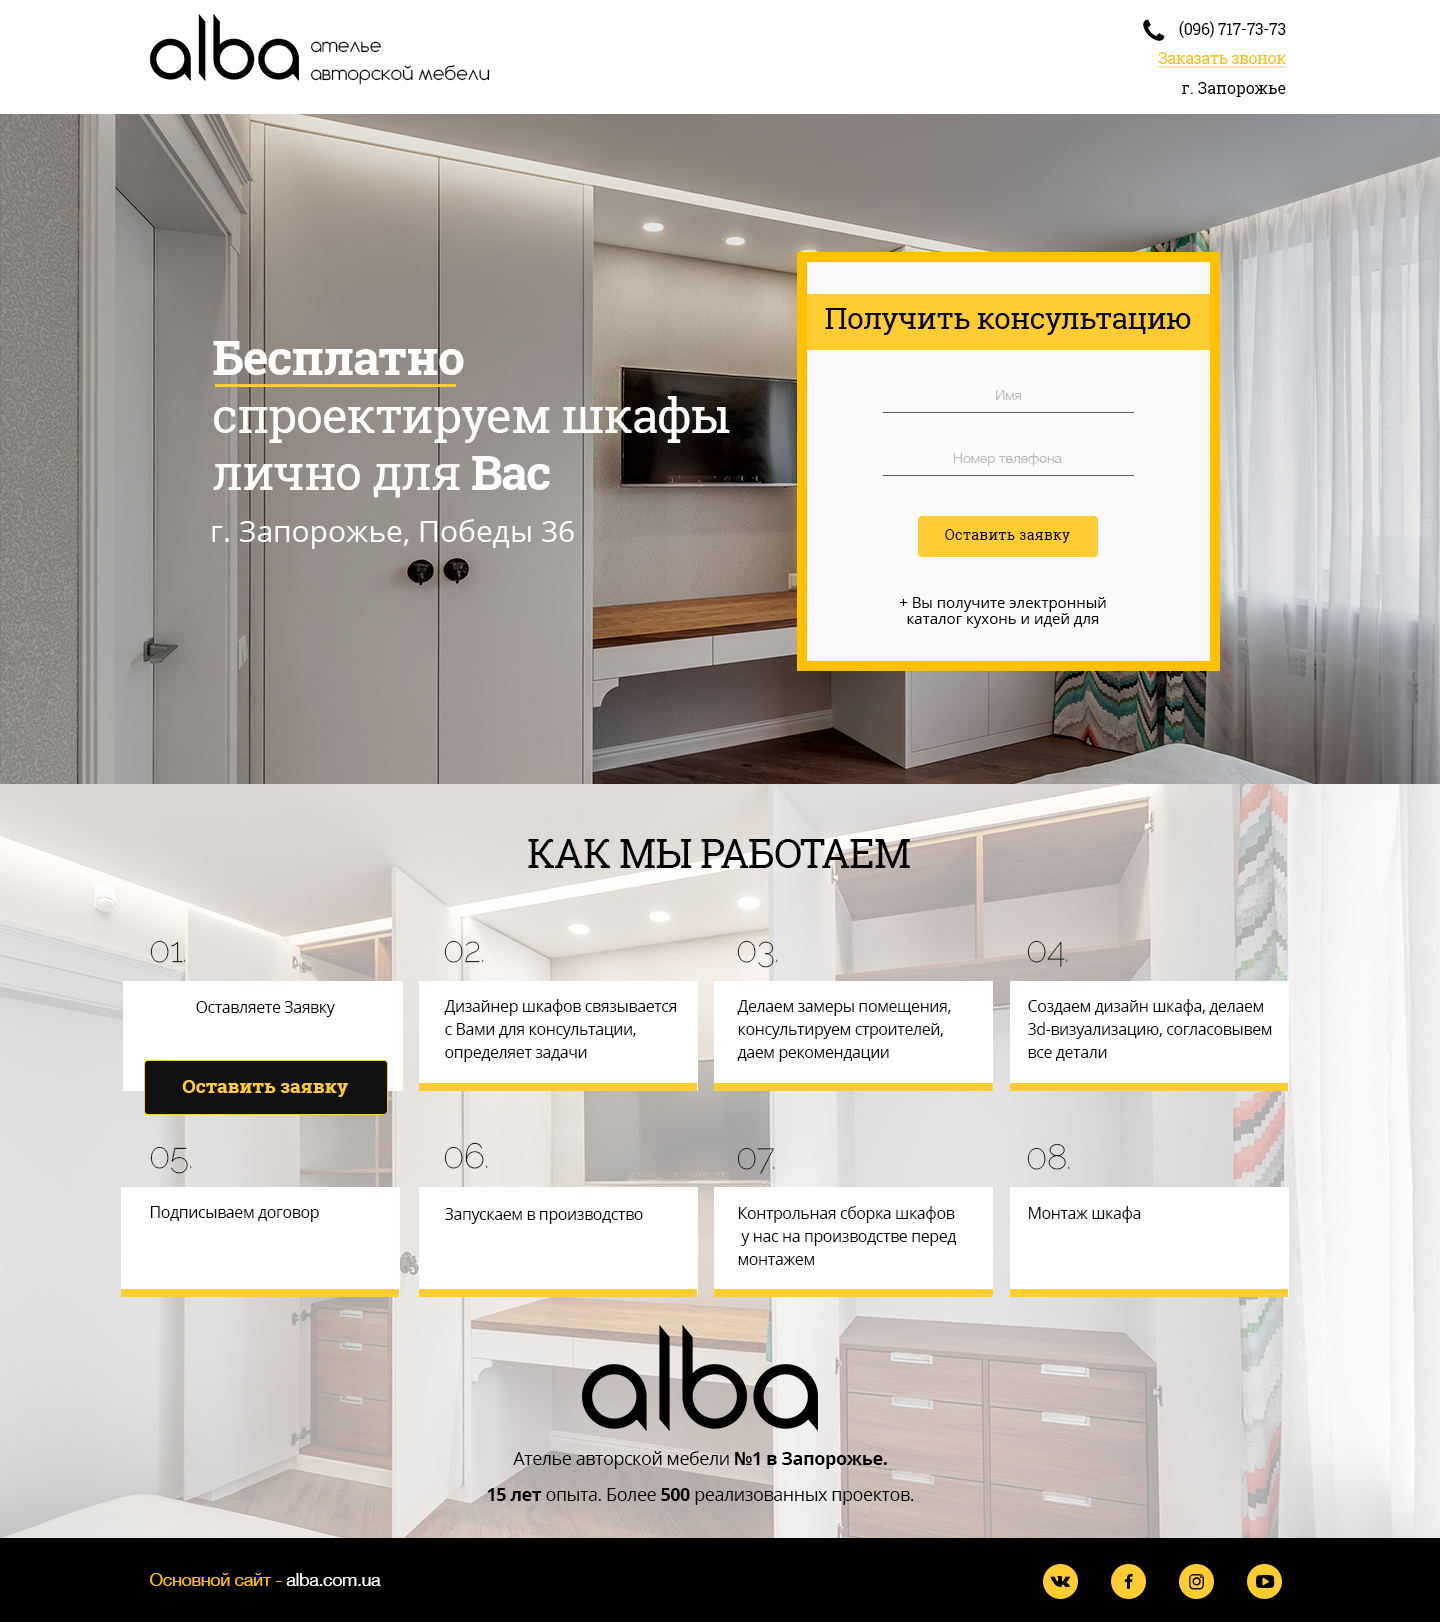 alba
ателье
авторской мебели
(096) 717-73-73
Заказать звонок
г. Запорожье
Бесплатно
спроектируем шкафы
лично для Вас
г. Запорожье, Победы 36
Получить консультацию
Имя
Номер телефона
Оставить заявку
+ Вы получите электронный
каталог кухонь и идей для
КАК МЫ РАБОТАЕМ
01.
Оставляете Заявку
Оставить заявку
02.
Дизайнер шкафов связывается
с Вами для консультации,
определяет задачи
03.
Делаем замеры помещения,
консультируем строителей,
даем рекомендации
04.
Создаем дизайн шкафа, делаем
3d-визуализацию, согласовывем
все детали
05.
Подписываем договор
06.
Запускаем в производство
07.
Контрольная сборка шкафов
у нас на производстве перед
монтажем
08.
Монтаж шкафа
alba
Ателье авторской мебели №1 в Запорожье.
15 лет опыта. Более 500 реализованных проектов.
Основной сайт - alba.com.ua